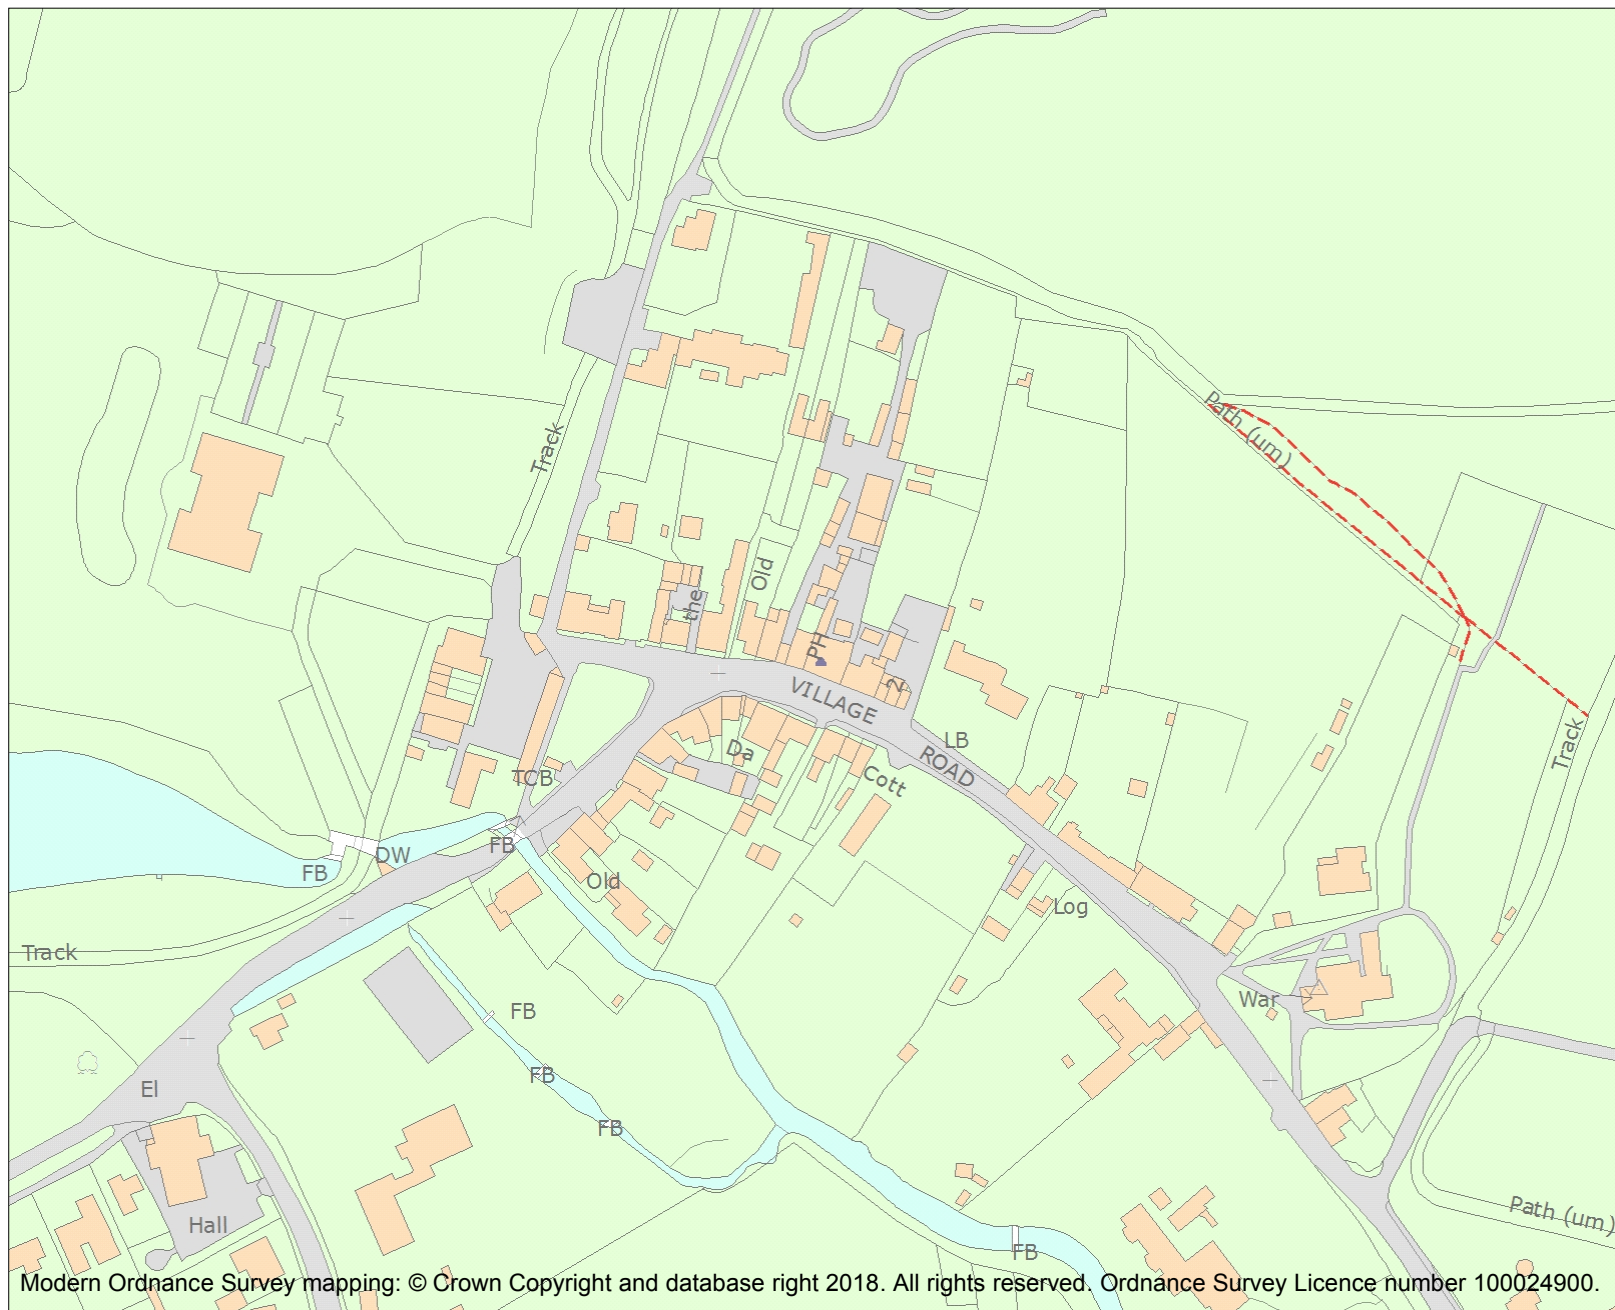 Path (um)
Track
Old
the
PH
2
VILLAGE
ROAD
LB
Da
Cott
Track
TCB
FB
DW
FB
Old
Log
Track
War
FB
El
FB
FB
Path (um)
Hall
FB
Modern Ordnance Survey mapping: © Crown Copyright and database right 2018. All rights reserved. Ordnance Survey Licence number 100024900.